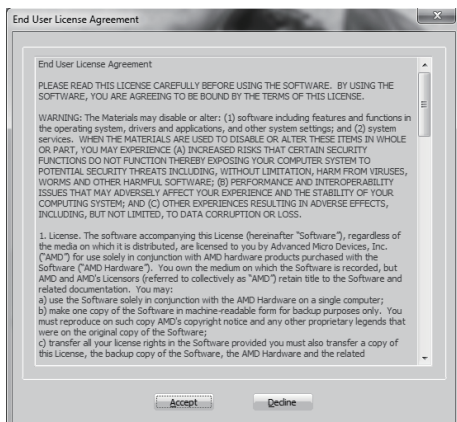 End User License Agreement
End User License Agreement
PLEASE READ THIS LICENSE CAREFULLY BEFORE USING THE SOFTWARE. BY USING THE
SOFTWARE, YOU ARE AGREEING TO BE BOUND BY THE TERMS OF THIS LICENSE.
WARNING: The Materials may disable or alter: (1) software including features and functions in
the operating system, drivers and applications, and other system settings; and (2) system
services. WHEN THE MATERIALS ARE USED TO DISABLE OR ALTER THESE ITEMS IN WHOLE
OR PART, YOU MAY EXPERIENCE (A) INCREASED RISKS THAT CERTAIN SECURITY
FUNCTIONS DO NOT FUNCTION THEREBY EXPOSING YOUR COMPUTER SYSTEM TO
POTENTIAL SECURITY THREATS INCLUDING, WITHOUT LIMITATION, HARM FROM VIRUSES,
WORMS AND OTHER HARMFUL SOFTWARE; (B) PERFORMANCE AND INTEROPERABILITY
ISSUES THAT MAY ADVERSELY AFFECT YOUR EXPERIENCE AND THE STABILITY OF YOUR
COMPUTING SYSTEM; AND (C) OTHER EXPERIENCES RESULTING IN ADVERSE EFFECTS,
INCLUDING, BUT NOT LIMITED, TO DATA CORRUPTION OR LOSS.
1. License. The software accompanying this License (hereinafter "Software"), regardless of
the media on which it is distributed, are licensed to you by Advanced Micro Devices, Inc.
("AMD") for use solely in conjunction with AMD hardware products purchased with the
Software ("AMD Hardware"). You own the medium on which the Software is recorded, but
AMD and AMD's Licensors (referred to collectively as "AMD") retain title to the Software and
related documentation. You may:
a) use the Software solely in conjunction with the AMD Hardware on a single computer;
b) make one copy of the Software in machine-readable form for backup purposes only. You
must reproduce on such copy AMD's copyright notice and any other proprietary legends that
were on the original copy of the Software;
c) transfer all your license rights in the Software provided you must also transfer a copy of
this License, the backup copy of the Software, the AMD Hardware and the related
Accept Decline